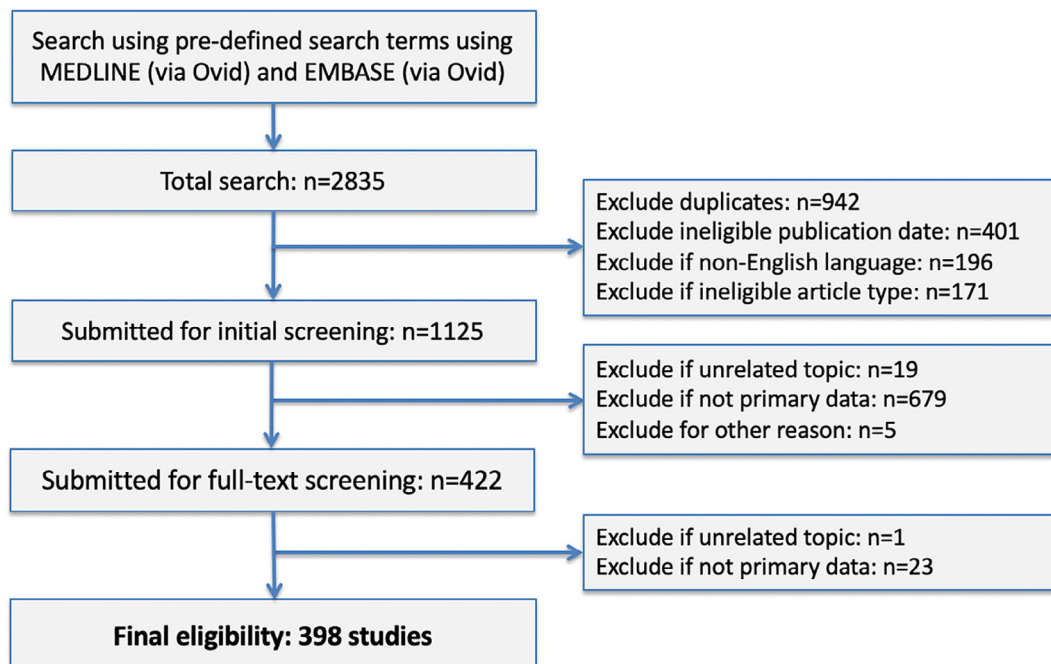 Search using pre-defined search terms using
MEDLINE (via Ovid) and EMBASE (via Ovid)
Total search: n=2835
Exclude duplicates: n=942
Exclude ineligible publication date: n=401
Exclude if non-English language: n=196
Exclude if ineligible article type: n=171
Submitted for initial screening: n=1125
Exclude if unrelated topic: n=19
Exclude if not primary data: n=679
Exclude for other reason: n=5
Submitted for full-text screening: n=422
Exclude if unrelated topic: n=1
Exclude if not primary data: n=23
Final eligibility: 398 studies